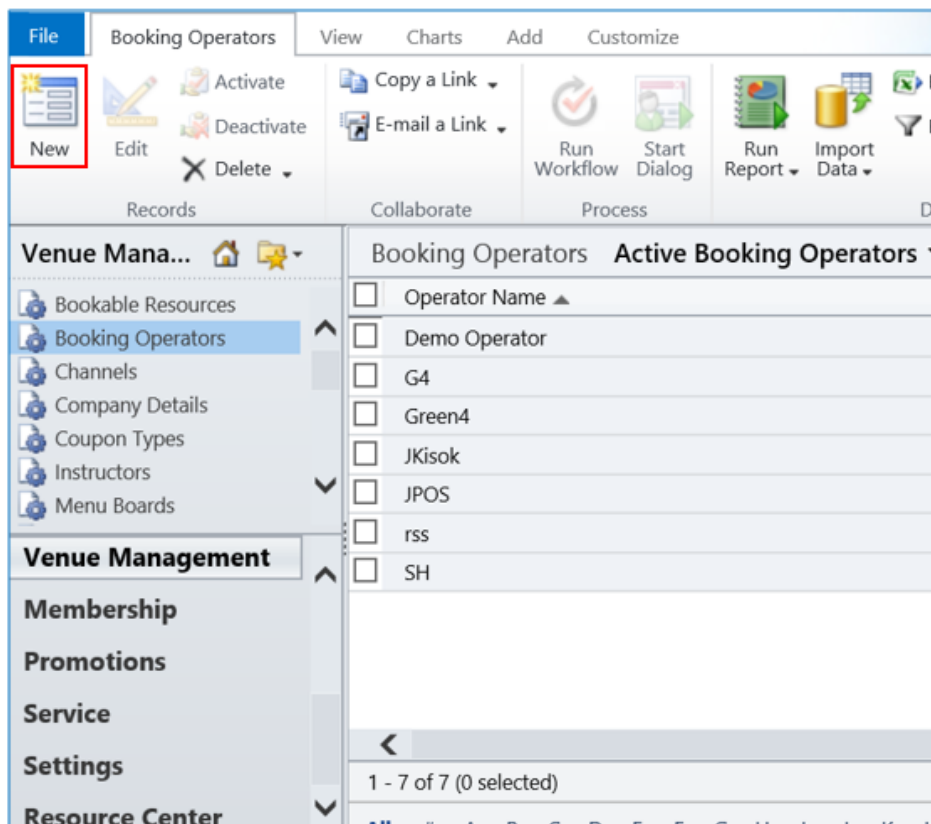 File Booking Operators View Charts Add Customize
New
Edit
Activate
Deactivate
Delete
Records
Copy a Link
E-mail a Link
Collaborate
Run Workflow
Start Dialog
Process
Run Report
Import Data
Venue Mana...
Bookable Resources
Booking Operators
Channels
Company Details
Coupon Types
Instructors
Menu Boards
Venue Management
Membership
Promotions
Service
Settings
Resource Center
Booking Operators Active Booking Operators
Operator Name
Demo Operator
G4
Green4
JKisok
JPOS
rss
SH
1 - 7 of 7 (0 selected)